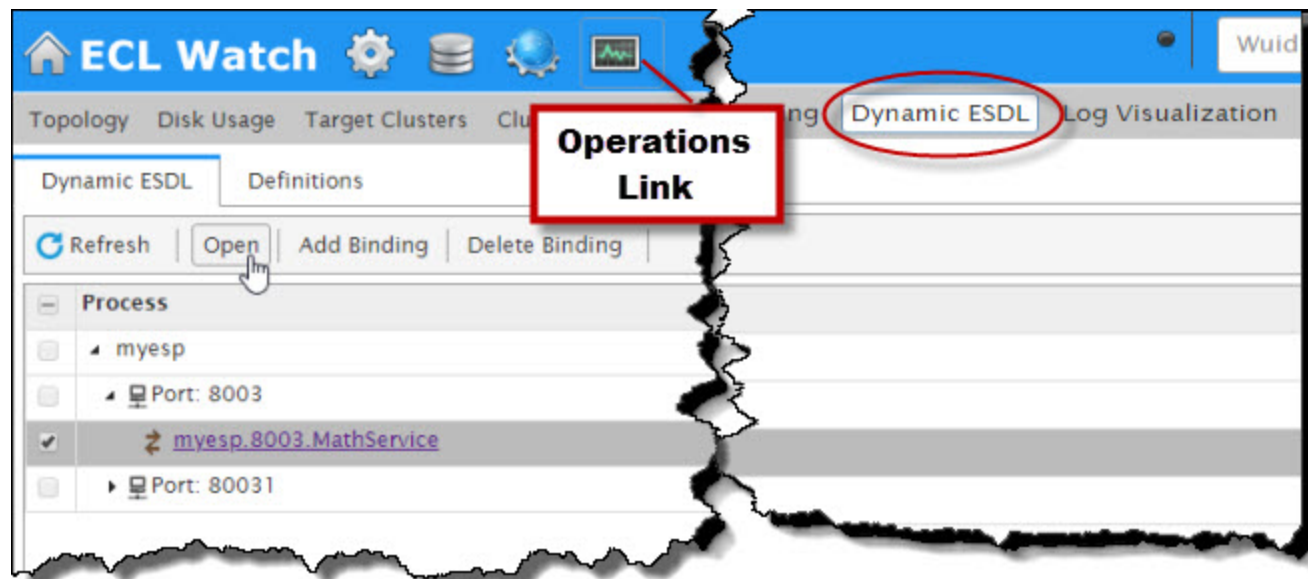 ECL Watch
Wuid
Topology Disk Usage Target Clusters
Dynamic ESDL Log Visualization
Operations
Link
Dynamic ESDL Definitions
Refresh Open Add Binding Delete Binding
Process
myesp
Port: 8003
myesp.8003.MathService
Port: 80031